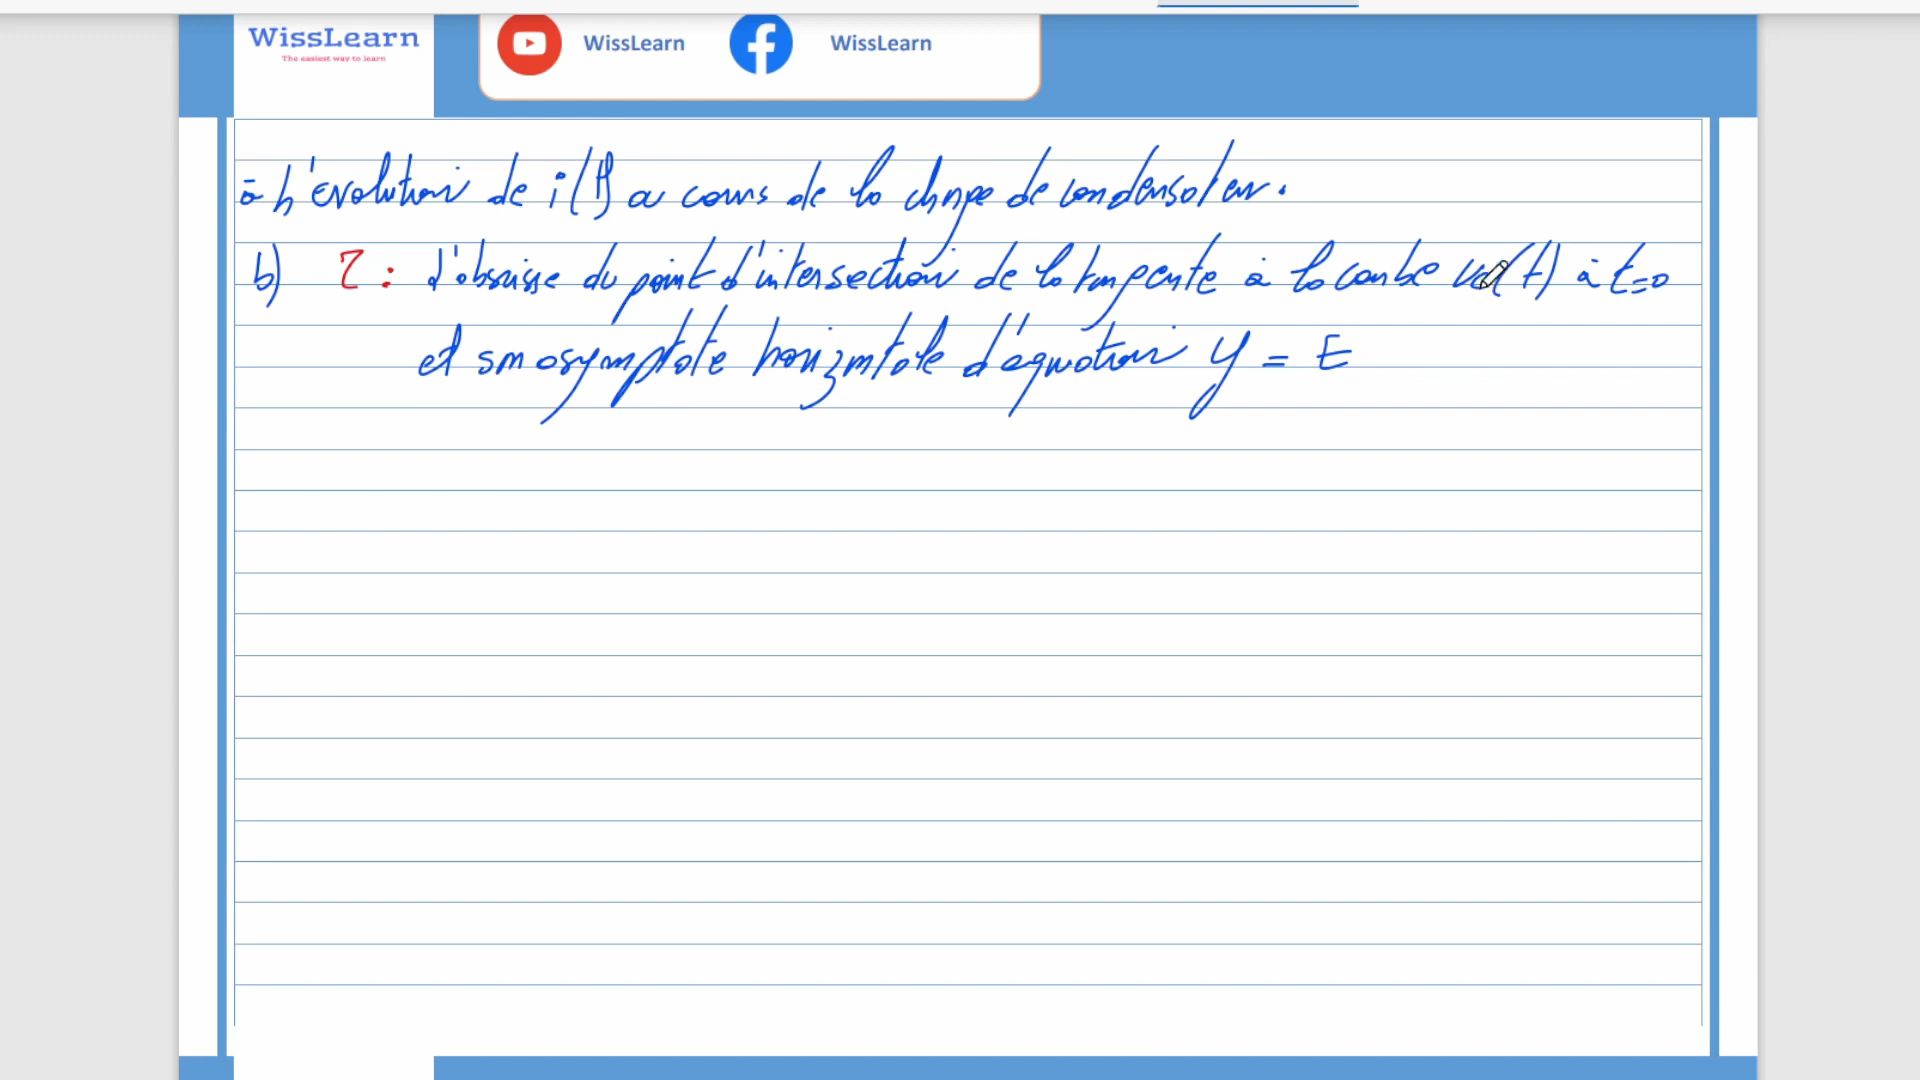 WissLearn
The easiest way to learn
WissLearn
WissLearn
à l'évolution de i(t) a cours de la charge de condensateur.
b) τ : l'abscisse du point d'intersection de la tangente à la courbe uc(t) à t=0
et son asymptote horizontale d'équation y = E